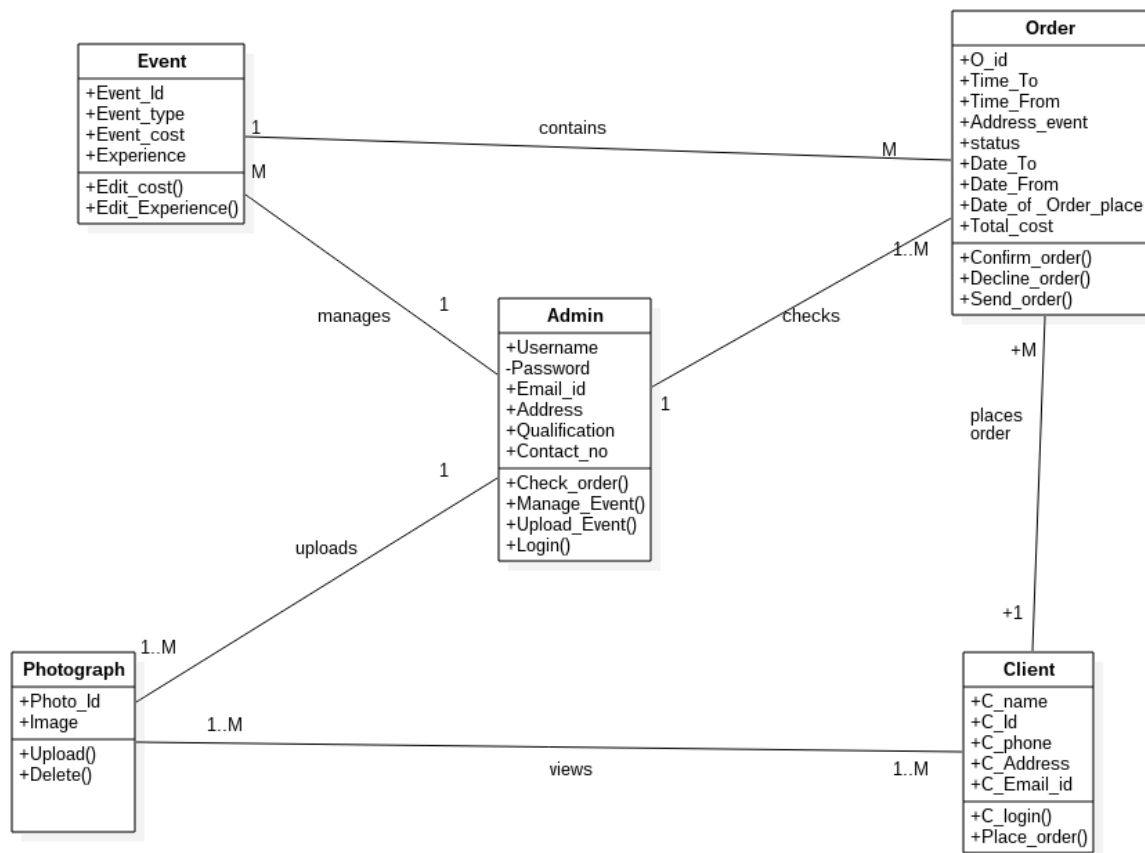 Event
+Event_Id
+Event_type
+Event_cost
+Experience
+Edit_cost()
+Edit_Experience()
1
contains
M
Order
+O_id
+Time_To
+Time_From
+Address_event
+status
+Date_To
+Date_From
+Date_of _Order_place
+Total_cost
+Confirm_order()
+Decline_order()
+Send_order()
M
manages
1
Admin
+Username
-Password
+Email_id
+Address
+Qualification
+Contact_no
+Check_order()
+Manage_Event()
+Upload_Event()
+Login()
1..M
checks
1
+M
places
order
+1
1
uploads
1..M
Photograph
+Photo_Id
+Image
+Upload()
+Delete()
1..M
views
1..M
Client
+C_name
+C_Id
+C_phone
+C_Address
+C_Email_id
+C_login()
+Place_order()